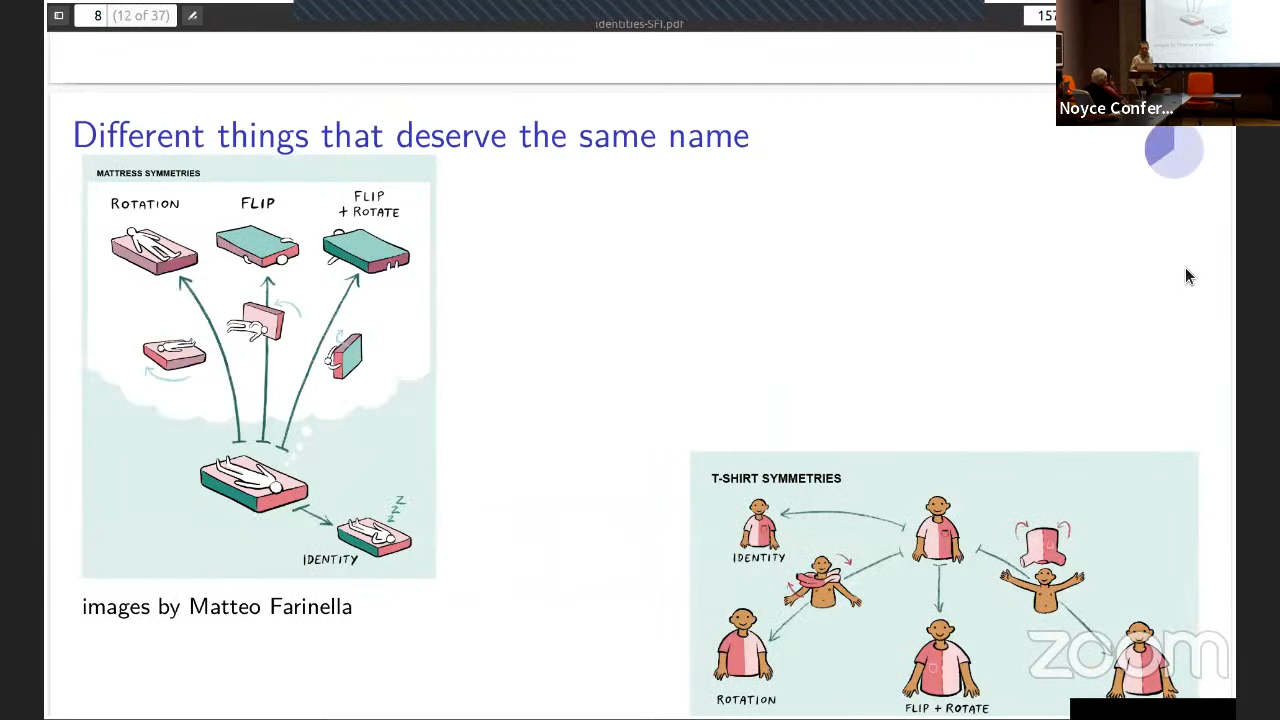 8 (12 of 37)
identities-SFI.pdf
157
Noyce Confer...
Different things that deserve the same name
MATTRESS SYMMETRIES
ROTATION
FLIP
FLIP
+ ROTATE
z
z
z
IDENTITY
images by Matteo Farinella
T-SHIRT SYMMETRIES
IDENTITY
ROTATION
FLIP + ROTATE
zoom